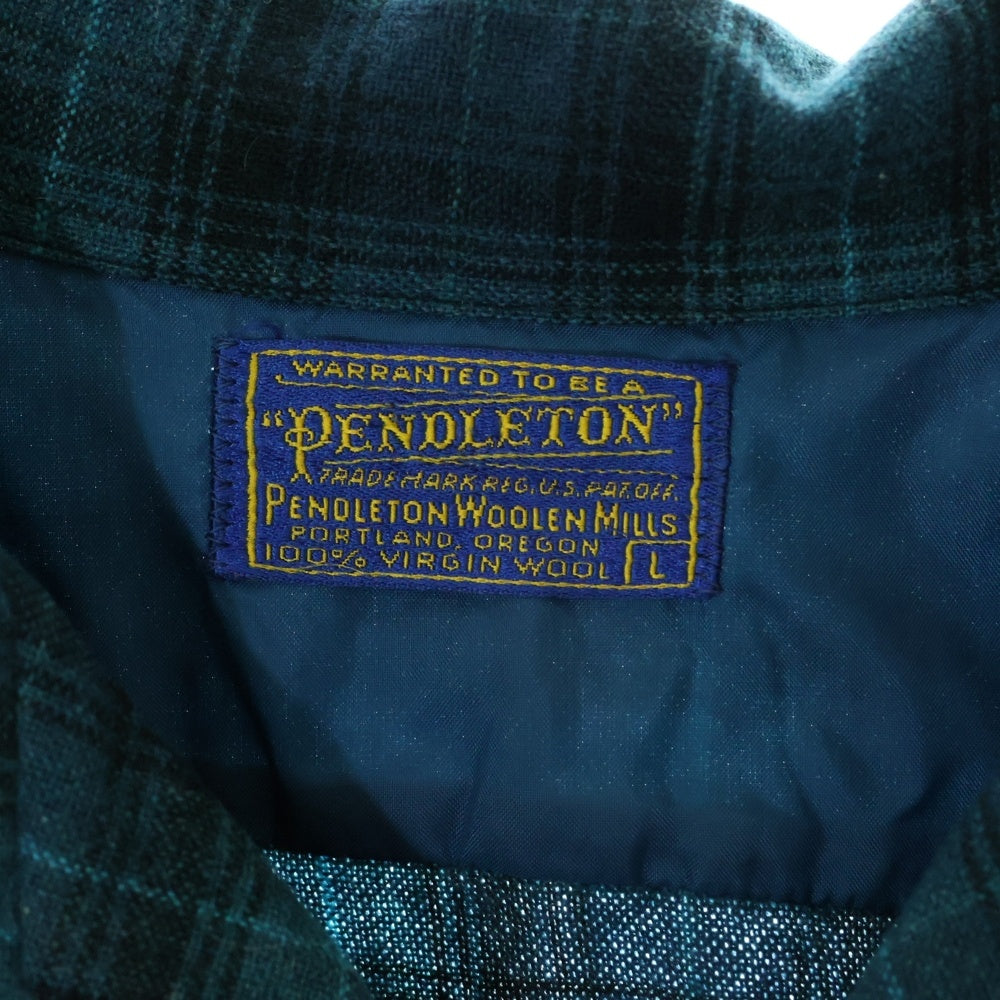 WARRANTED TO BE A
"PENDLETON"
TRADE MARK REG. U.S. PAT. OFF.
PENDLETON WOOLEN MILLS
PORTLAND, OREGON
100% VIRGIN WOOL L